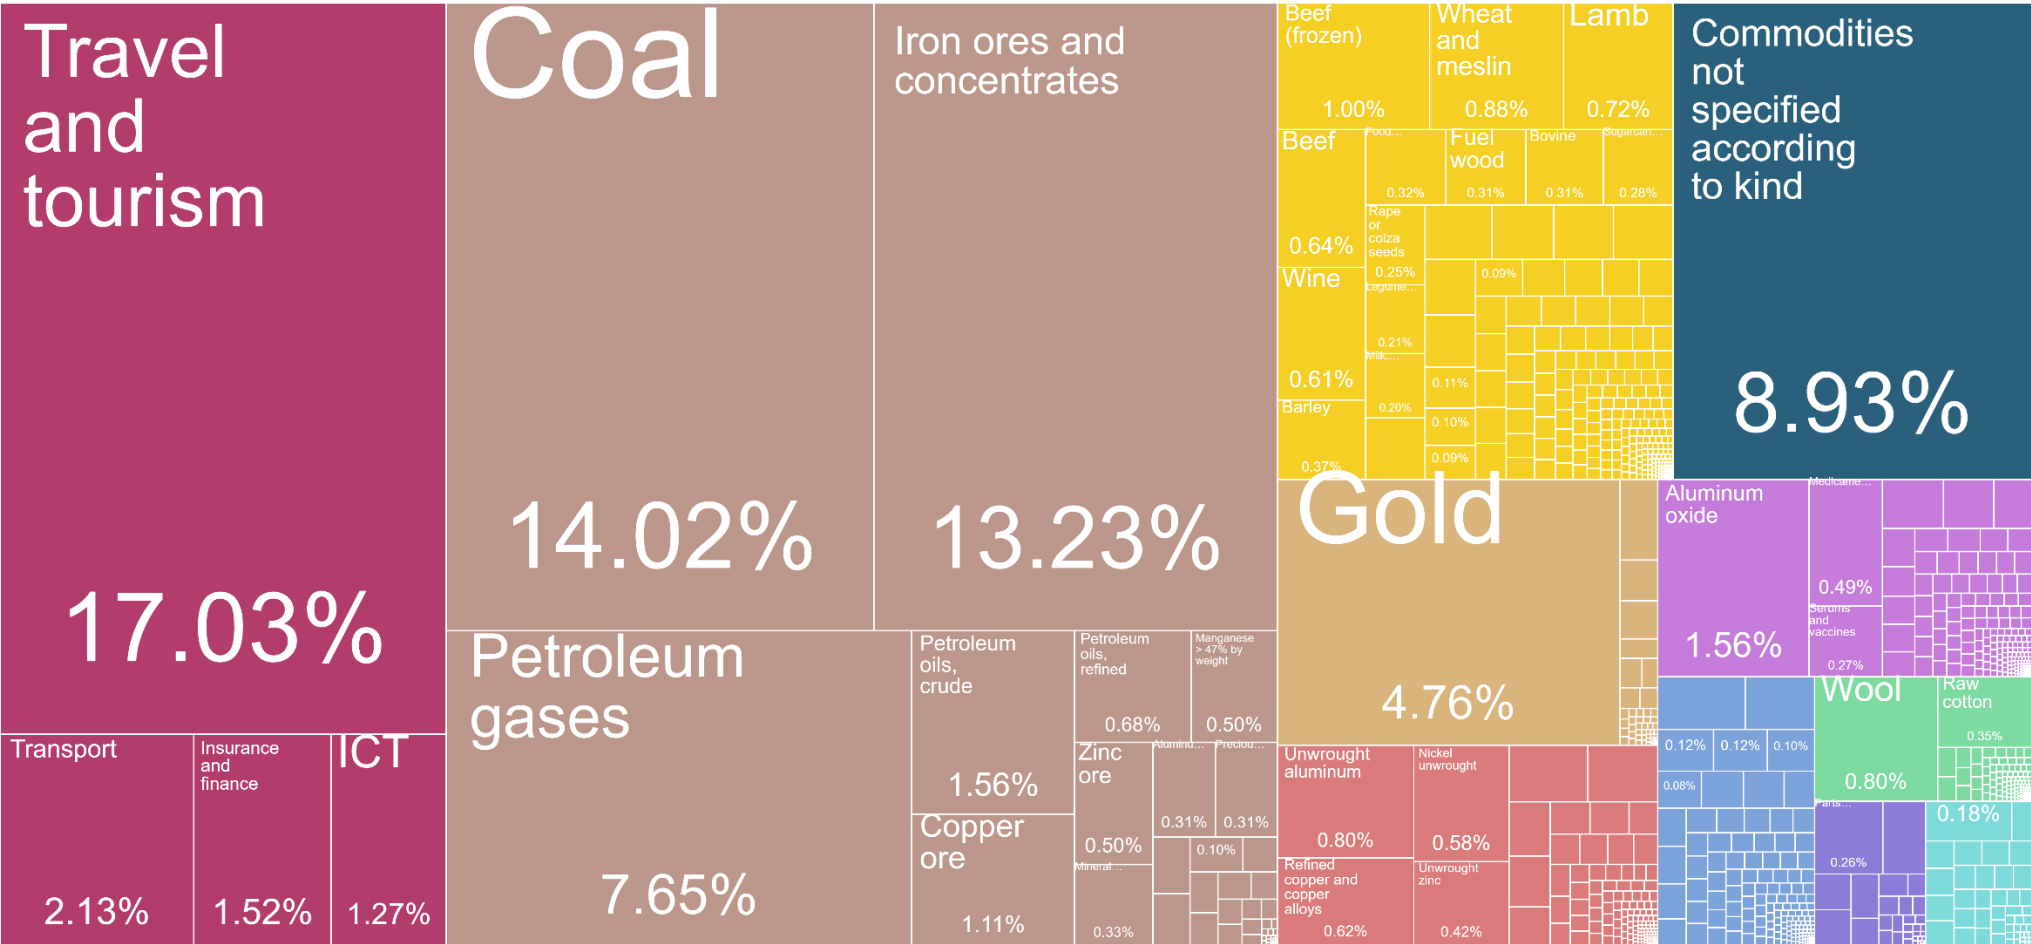 Travel
and
tourism
17.03%
Transport
2.13%
Insurance
and
finance
1.52%
ICT
1.27%
Coal
14.02%
Iron ores and
concentrates
13.23%
Petroleum
gases
7.65%
Petroleum
oils,
crude
1.56%
Copper
ore
1.11%
Petroleum
oils,
refined
0.68%
Manganese
> 47% by
weight
0.50%
Zinc
ore
0.50%
Aluminu...
0.31%
Preciou...
0.31%
Mineral...
0.33%
0.10%
Beef
(frozen)
1.00%
Wheat
and
meslin
0.88%
Lamb
0.72%
Beef
0.64%
Wine
0.61%
Barley
0.37%
Food...
0.32%
Fuel
wood
0.31%
Bovine
0.31%
Sugarcan...
0.28%
Rape
or
colza
seeds
0.25%
Legume...
0.21%
Milk,...
0.20%
0.09%
0.11%
0.10%
0.09%
Commodities
not
specified
according
to kind
8.93%
Gold
4.76%
Aluminum
oxide
1.56%
Medicame...
0.49%
Serums
and
vaccines
0.27%
Unwrought
aluminum
0.80%
Nickel
unwrought
0.58%
Refined
copper and
copper
alloys
0.62%
Unwrought
zinc
0.42%
0.12%
0.12%
0.10%
0.08%
Wool
0.80%
Raw
cotton
0.35%
Parts...
0.26%
0.18%